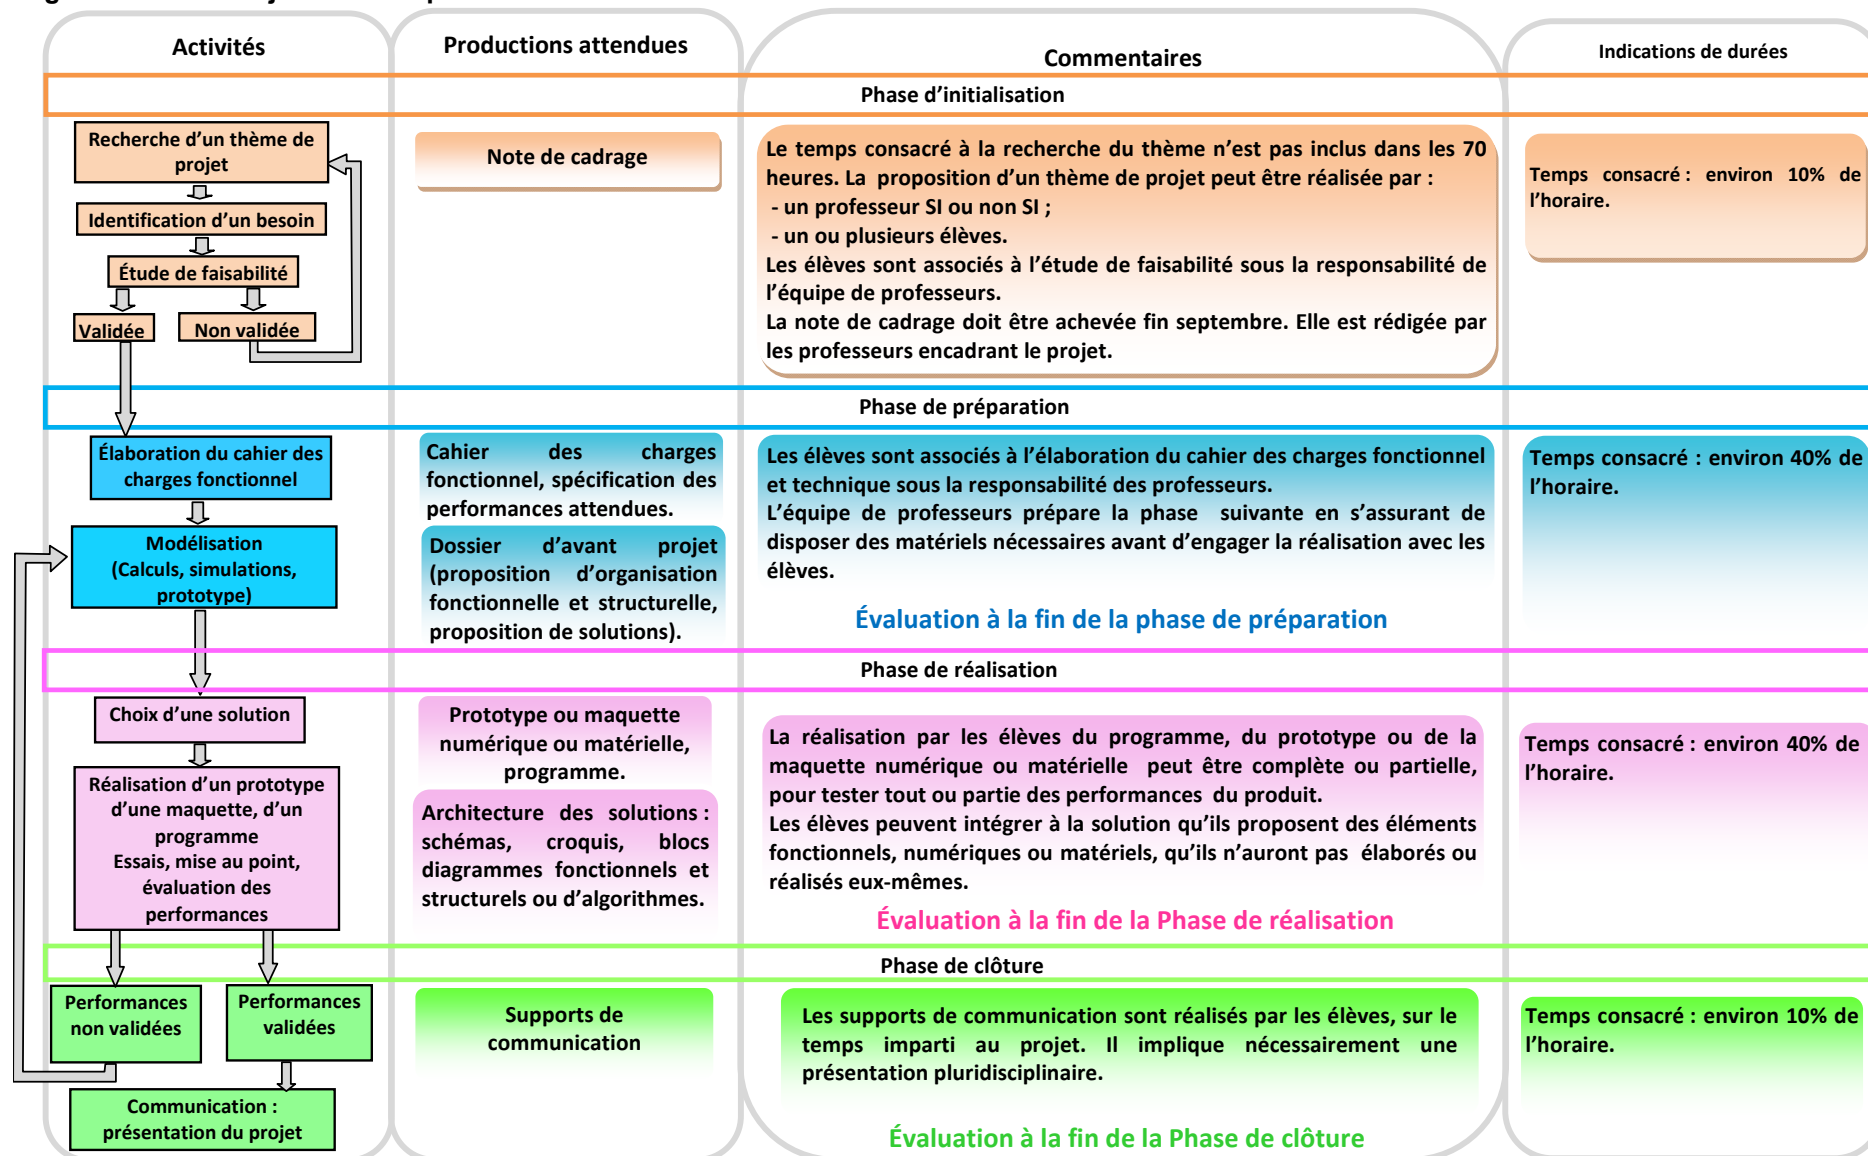 Activités
Productions attendues
Commentaires
Indications de durées
Phase d’initialisation
Recherche d’un thème de
projet
Identification d’un besoin
Étude de faisabilité
Validée
Non validée
Note de cadrage
Le temps consacré à la recherche du thème n’est pas inclus dans les 70
heures. La proposition d’un thème de projet peut être réalisée par :
- un professeur SI ou non SI ;
- un ou plusieurs élèves.
Les élèves sont associés à l’étude de faisabilité sous la responsabilité de
l’équipe de professeurs.
La note de cadrage doit être achevée fin septembre. Elle est rédigée par
les professeurs encadrant le projet.
Temps consacré : environ 10% de
l’horaire.
Phase de préparation
Élaboration du cahier des
charges fonctionnel
Modélisation
(Calculs, simulations,
prototype)
Cahier des charges
fonctionnel, spécification des
performances attendues.
Dossier d’avant projet
(proposition d’organisation
fonctionnelle et structurelle,
proposition de solutions).
Les élèves sont associés à l’élaboration du cahier des charges fonctionnel
et technique sous la responsabilité des professeurs.
L’équipe de professeurs prépare la phase suivante en s’assurant de
disposer des matériels nécessaires avant d’engager la réalisation avec les
élèves.
Évaluation à la fin de la phase de préparation
Temps consacré : environ 40% de
l’horaire.
Phase de réalisation
Choix d’une solution
Réalisation d’un prototype
d’une maquette, d’un
programme
Essais, mise au point,
évaluation des
performances
Prototype ou maquette
numérique ou matérielle,
programme.
Architecture des solutions :
schémas, croquis, blocs
diagrammes fonctionnels et
structurels ou d’algorithmes.
La réalisation par les élèves du programme, du prototype ou de la
maquette numérique ou matérielle peut être complète ou partielle,
pour tester tout ou partie des performances du produit.
Les élèves peuvent intégrer à la solution qu’ils proposent des éléments
fonctionnels, numériques ou matériels, qu’ils n’auront pas élaborés ou
réalisés eux-mêmes.
Évaluation à la fin de la Phase de réalisation
Temps consacré : environ 40% de
l’horaire.
Phase de clôture
Performances
non validées
Performances
validées
Communication :
présentation du projet
Supports de
communication
Les supports de communication sont réalisés par les élèves, sur le
temps imparti au projet. Il implique nécessairement une
présentation pluridisciplinaire.
Évaluation à la fin de la Phase de clôture
Temps consacré : environ 10% de
l’horaire.